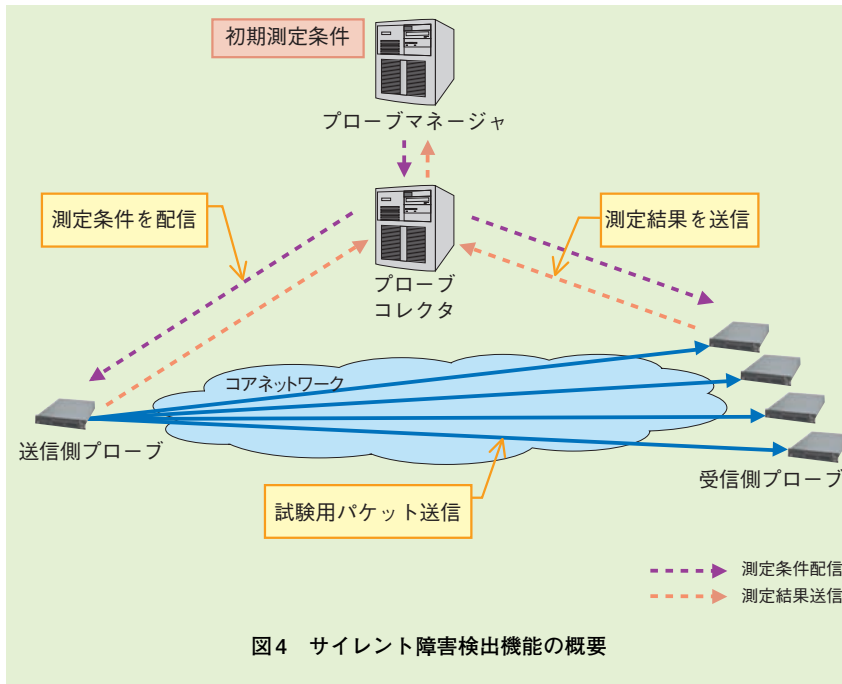 初期測定条件
プローブマネージャ
測定条件を配信
測定結果を送信
プローブ
コレクタ
コアネットワーク
送信側プローブ
受信側プローブ
試験用パケット送信
測定条件配信
測定結果送信
図4 サイレント障害検出機能の概要